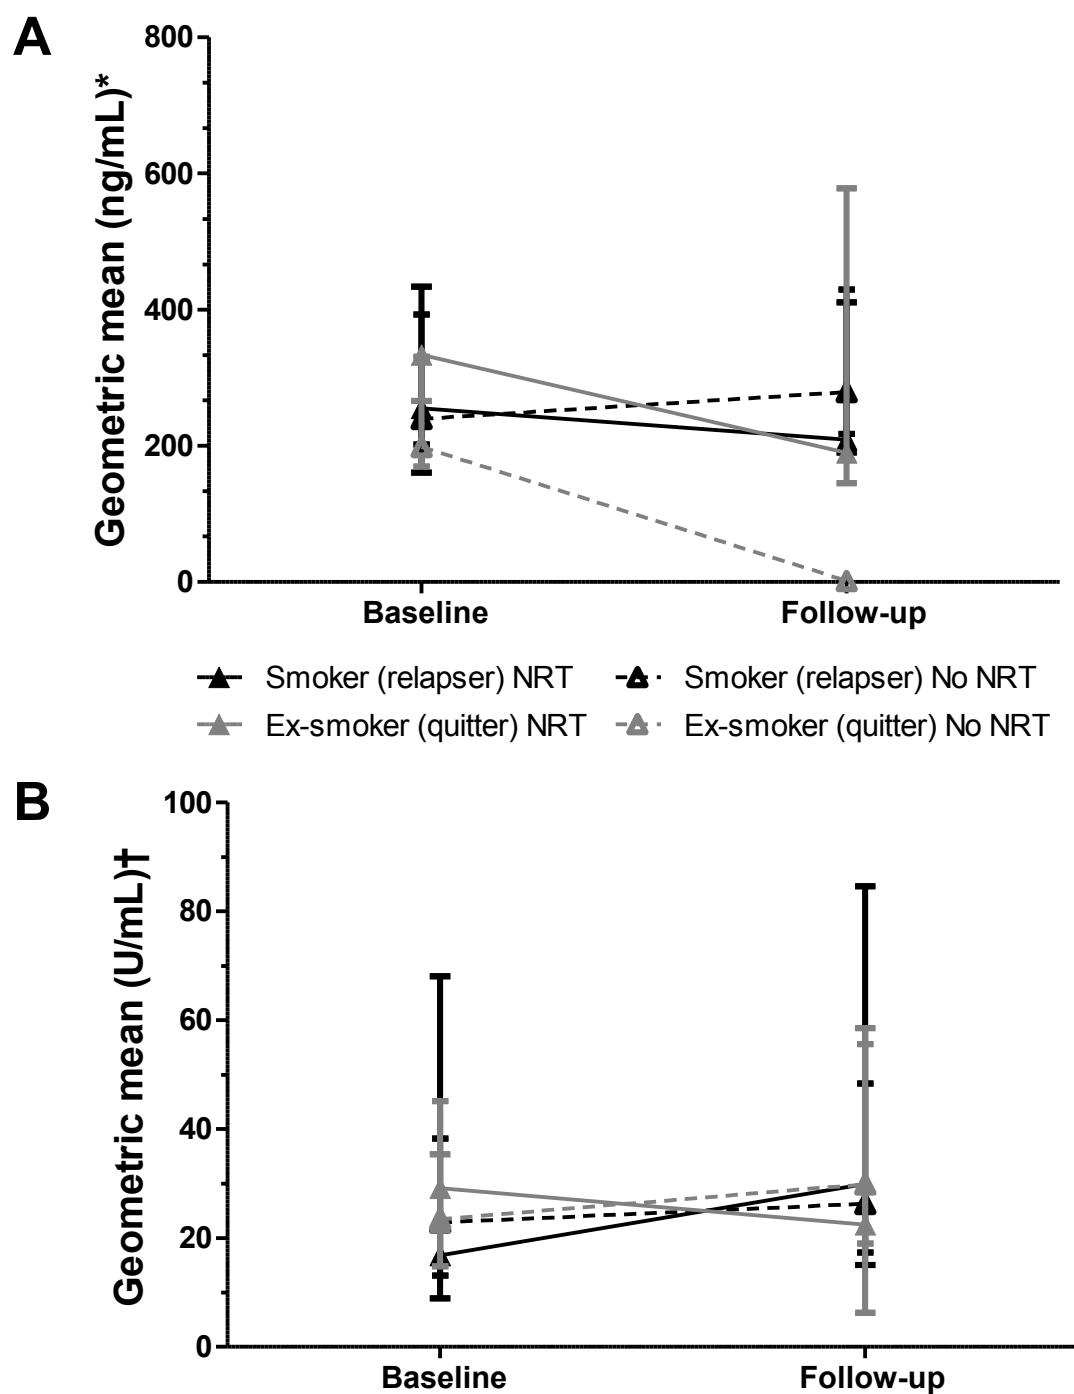 A
Geometric mean (ng/mL)*
800
600
400
200
0
Baseline Follow-up
Smoker (relapser) NRT Smoker (relapser) No NRT
Ex-smoker (quitter) NRT Ex-smoker (quitter) No NRT
B
Geometric mean (U/mL)†
100
80
60
40
20
0
Baseline Follow-up